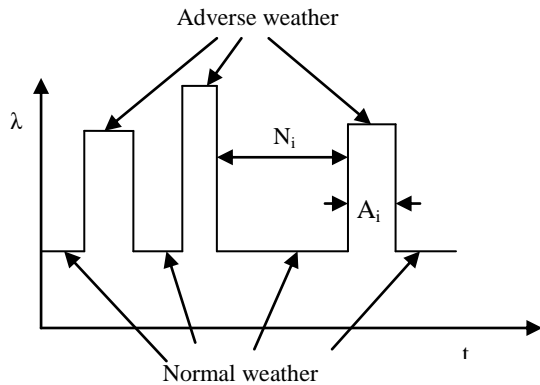 Adverse weather
λ
Nᵢ
Aᵢ
t
Normal weather